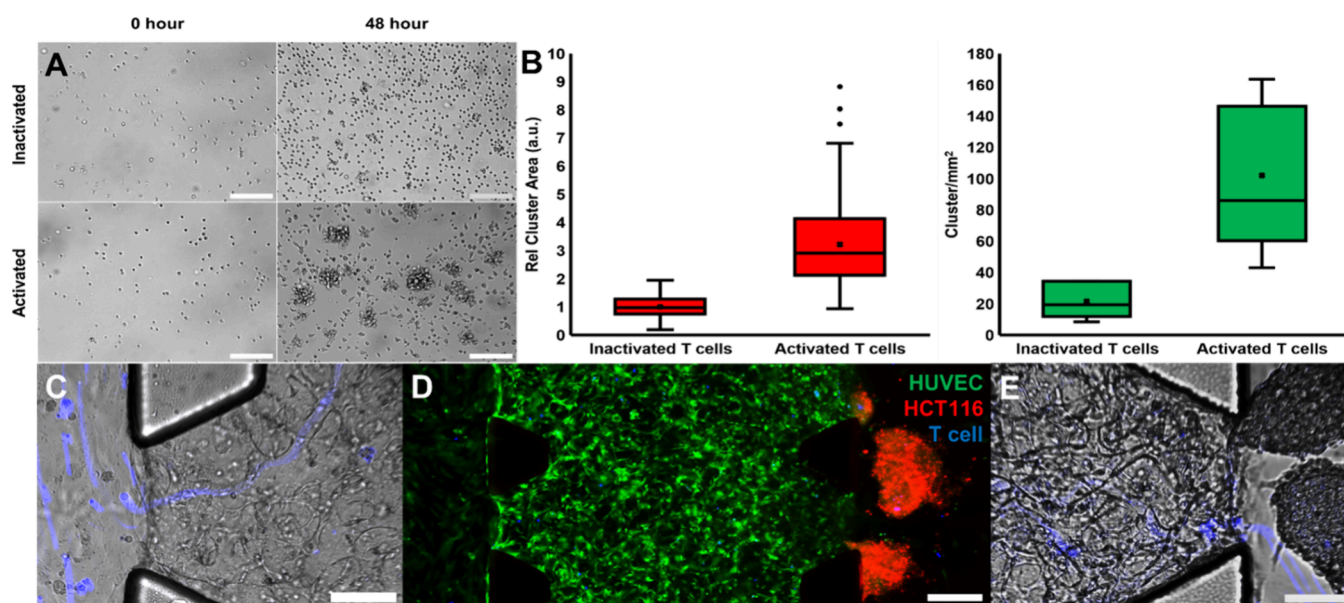 0 hour
48 hour
A
Inactivated
Activated
B
10
9
8
7
6
5
4
3
2
1
0
Rel Cluster Area (a.u.)
Inactivated T cells
Activated T cells
180
160
140
120
100
80
60
40
20
0
Cluster/mm²
Inactivated T cells
Activated T cells
C
D
HUVEC
HCT116
T cell
E